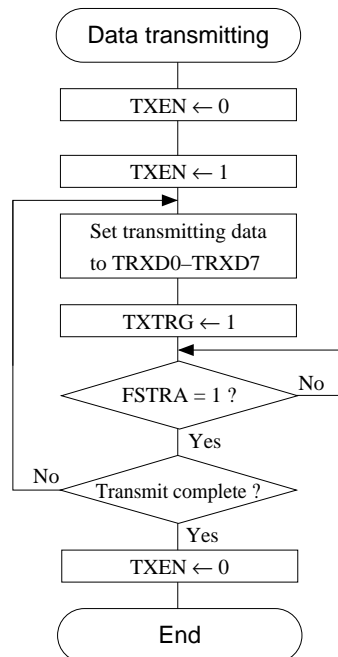 Data transmitting
TXEN ← 0
TXEN ← 1
Set transmitting data
to TRXD0–TRXD7
TXTRG ← 1
FSTRA = 1 ?
No
Yes
No
Transmit complete ?
Yes
TXEN ← 0
End